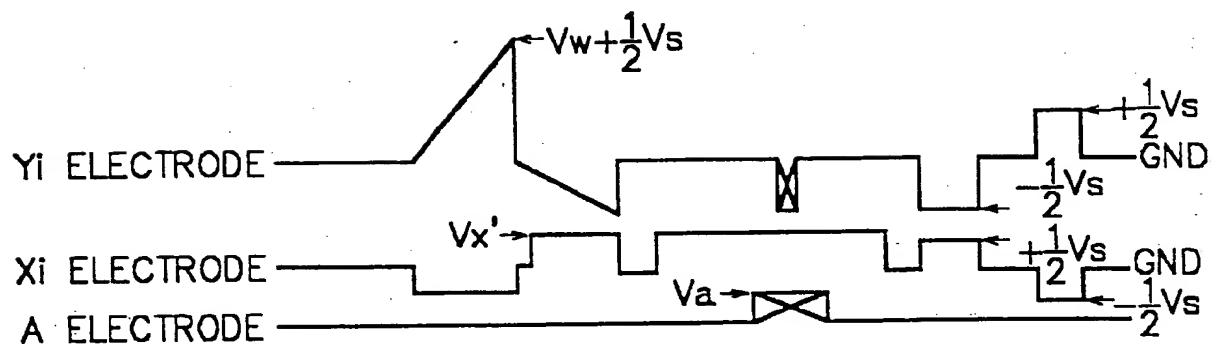 Vw+1/2Vs
+1/2Vs
Yi ELECTRODE
GND
-1/2Vs
Vx'
+1/2Vs
Xi ELECTRODE
GND
Va
-1/2Vs
A ELECTRODE